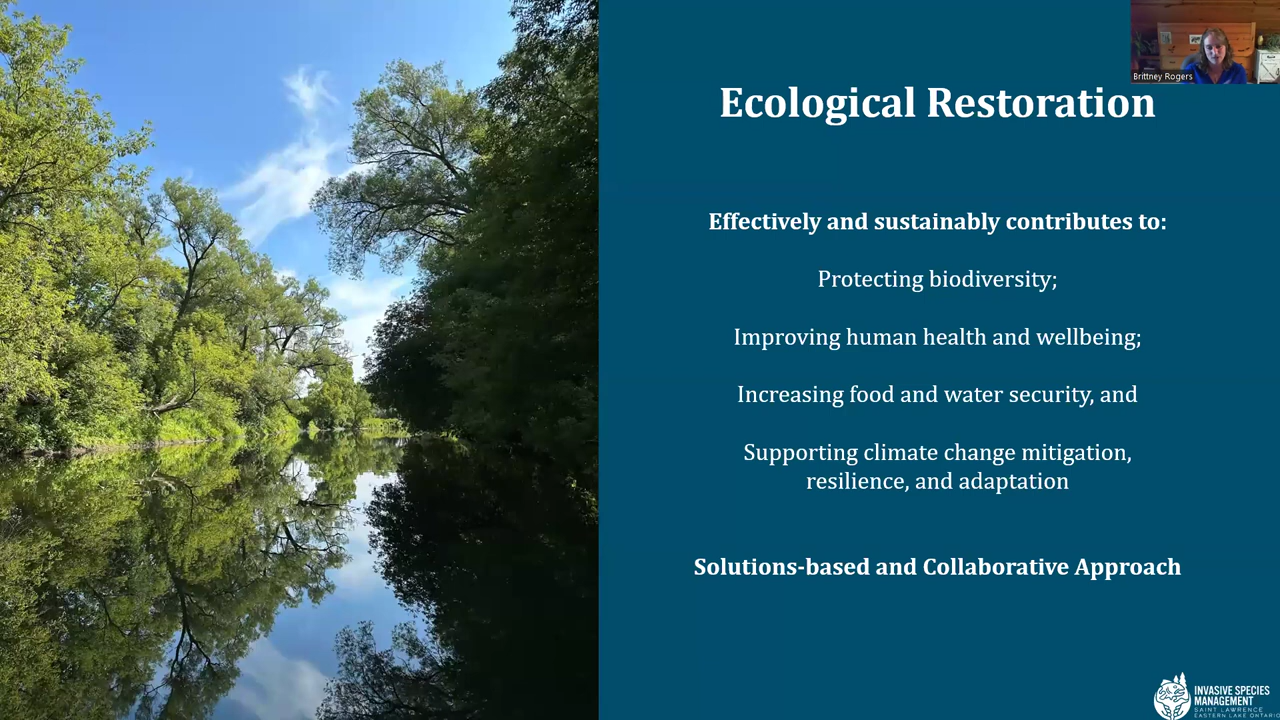 Brittney Rogers
Ecological Restoration
Effectively and sustainably contributes to:
Protecting biodiversity;
Improving human health and wellbeing;
Increasing food and water security, and
Supporting climate change mitigation,
resilience, and adaptation
Solutions-based and Collaborative Approach
INVASIVE SPECIES
MANAGEMENT
SAINT LAWRENCE
EASTERN LAKE ONTARIO